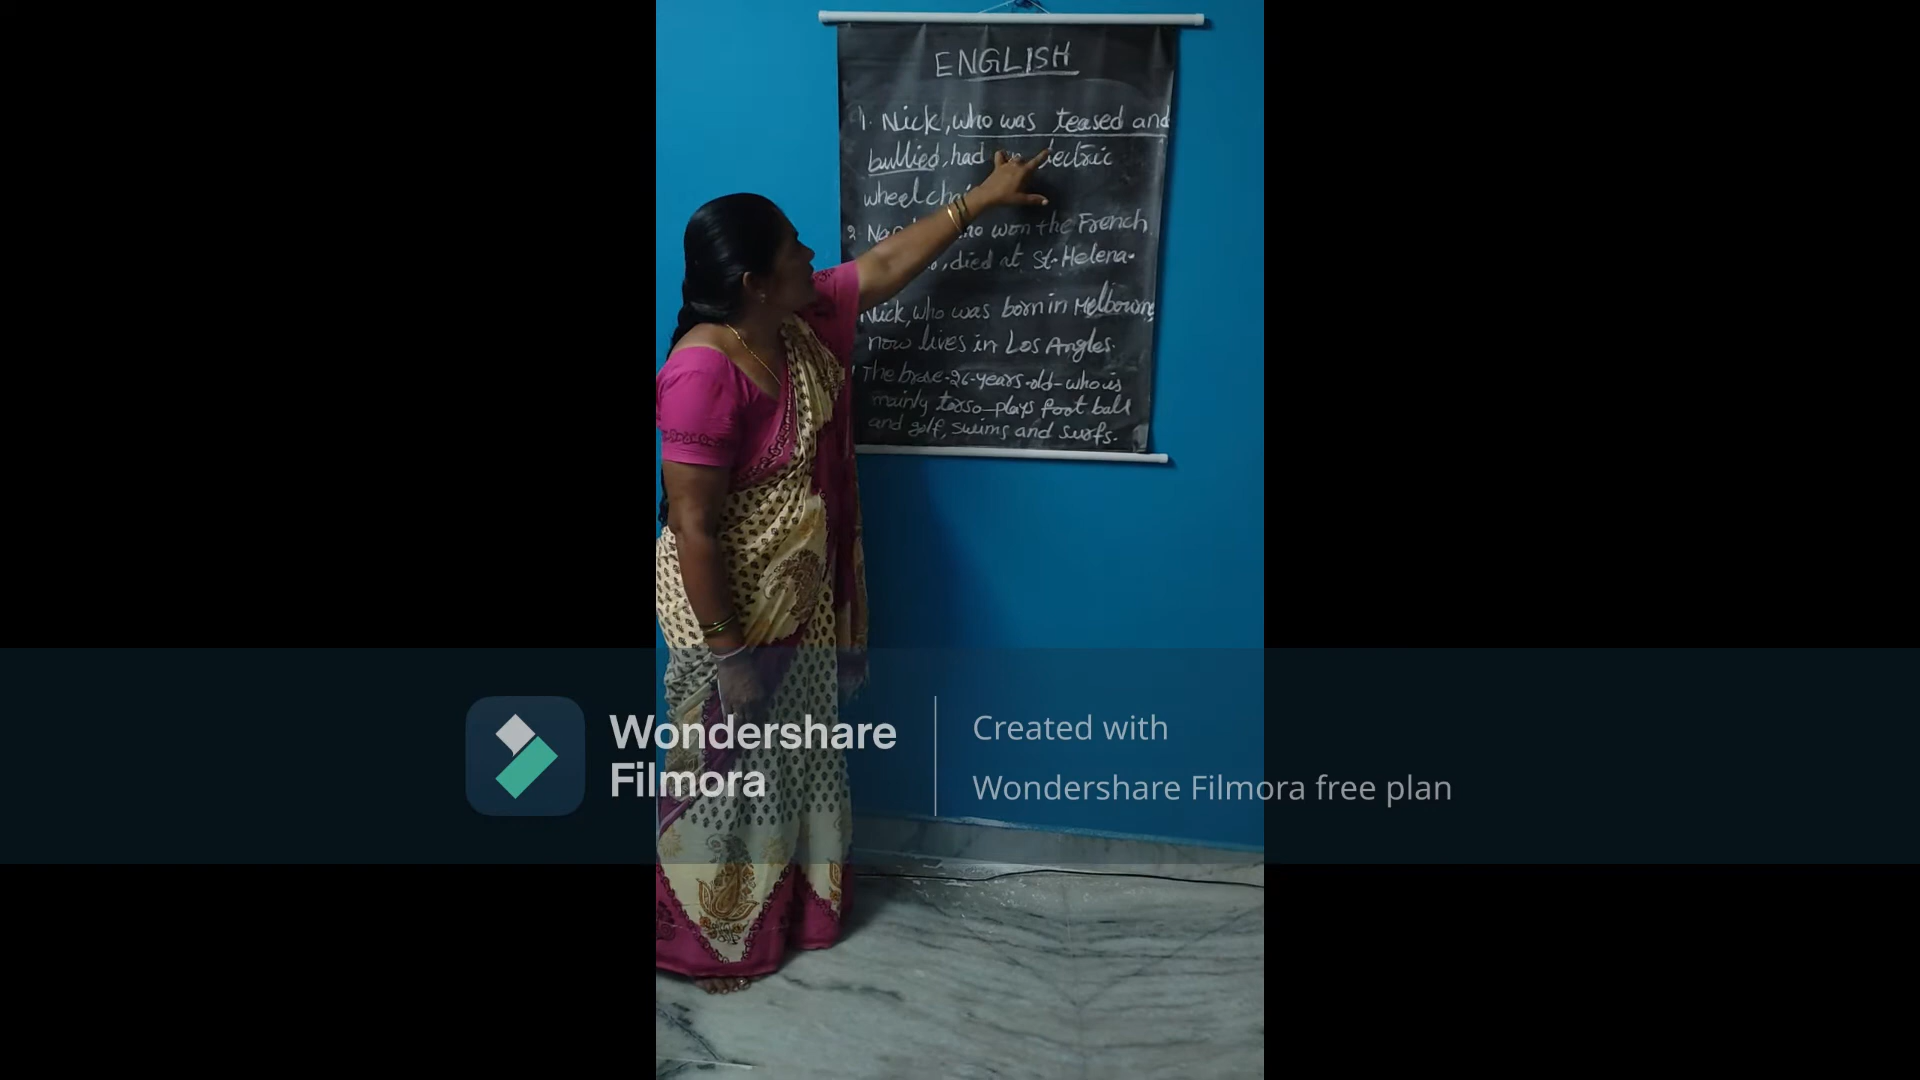 ENGLISH
1. Nick, who was teased and
bullied, had
2. who won the French
, died at St. Helena.
Nick, who was born in Melbourne,
now lives in Los Angles.
The brave-26-years-old-who is
mainly torso-plays foot ball
and golf, swims and surfs.
Wondershare
Filmora
Created with
Wondershare Filmora free plan